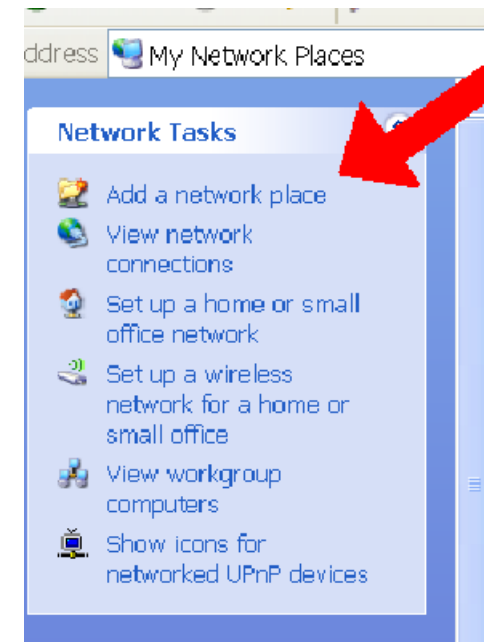 ddress My Network Places
Network Tasks
Add a network place
View network
connections
Set up a home or small
office network
Set up a wireless
network for a home or
small office
View workgroup
computers
Show icons for
networked UPnP devices